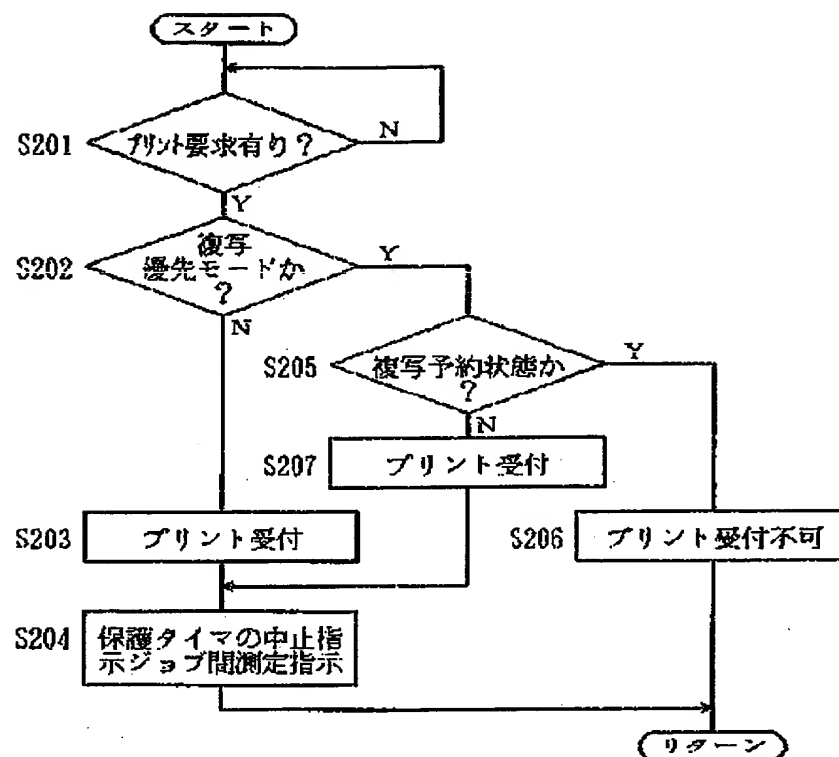 スタート
S201
プリント要求有り?
N
Y
S202
複写
優先モードか
?
Y
N
S205
複写予約状態か
?
Y
N
S207
プリント受付
S203
プリント受付
S206
プリント受付不可
S204
保護タイマの中止指
示ジョブ間測定指示
リターン